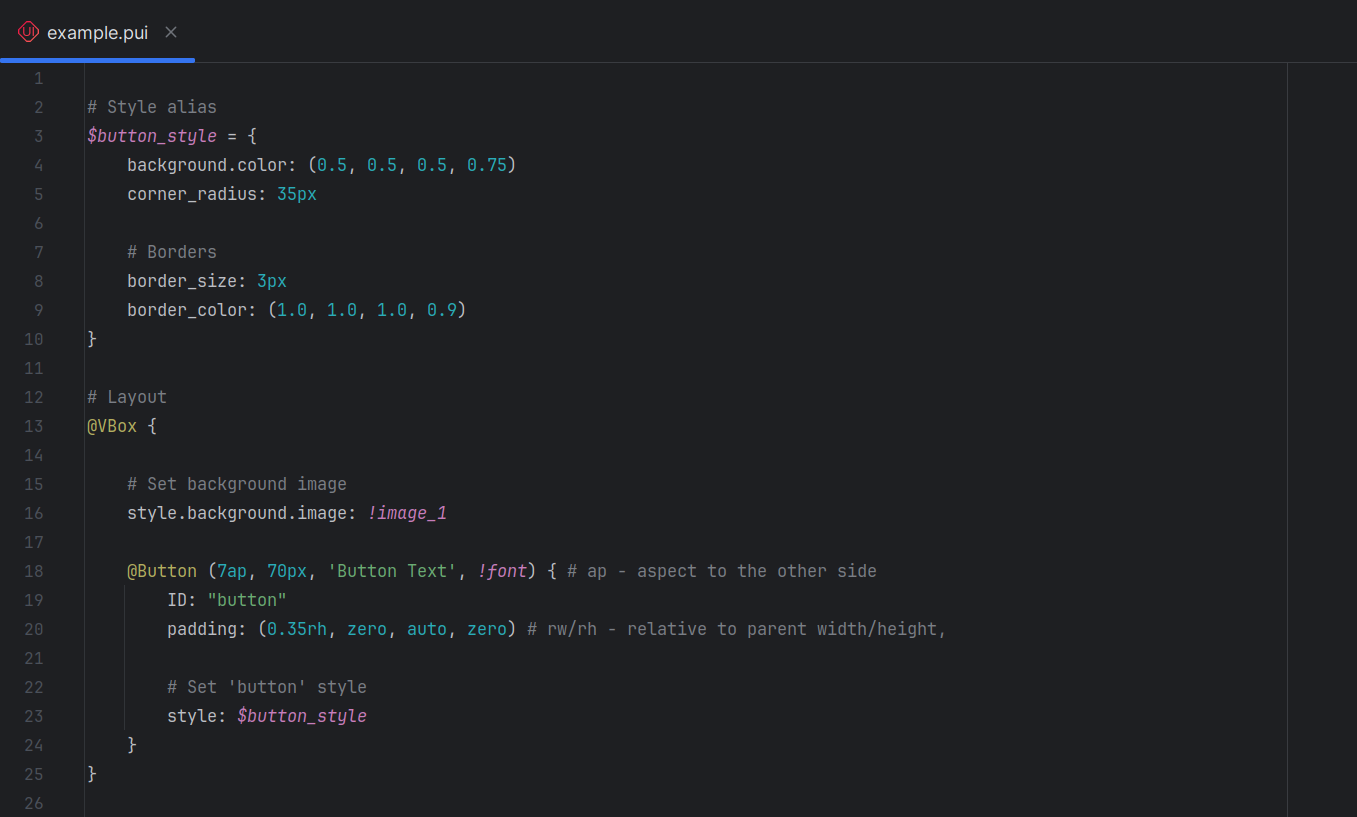 UI example.pui
1
2 # Style alias
3 $button_style = {
4     background.color: (0.5, 0.5, 0.5, 0.75)
5     corner_radius: 35px
6
7     # Borders
8     border_size: 3px
9     border_color: (1.0, 1.0, 1.0, 0.9)
10 }
11
12 # Layout
13 @VBox {
14
15     # Set background image
16     style.background.image: !image_1
17
18     @Button (7ap, 70px, 'Button Text', !font) { # ap - aspect to the other side
19         ID: "button"
20         padding: (0.35rh, zero, auto, zero) # rw/rh - relative to parent width/height,
21
22         # Set 'button' style
23         style: $button_style
24     }
25 }
26